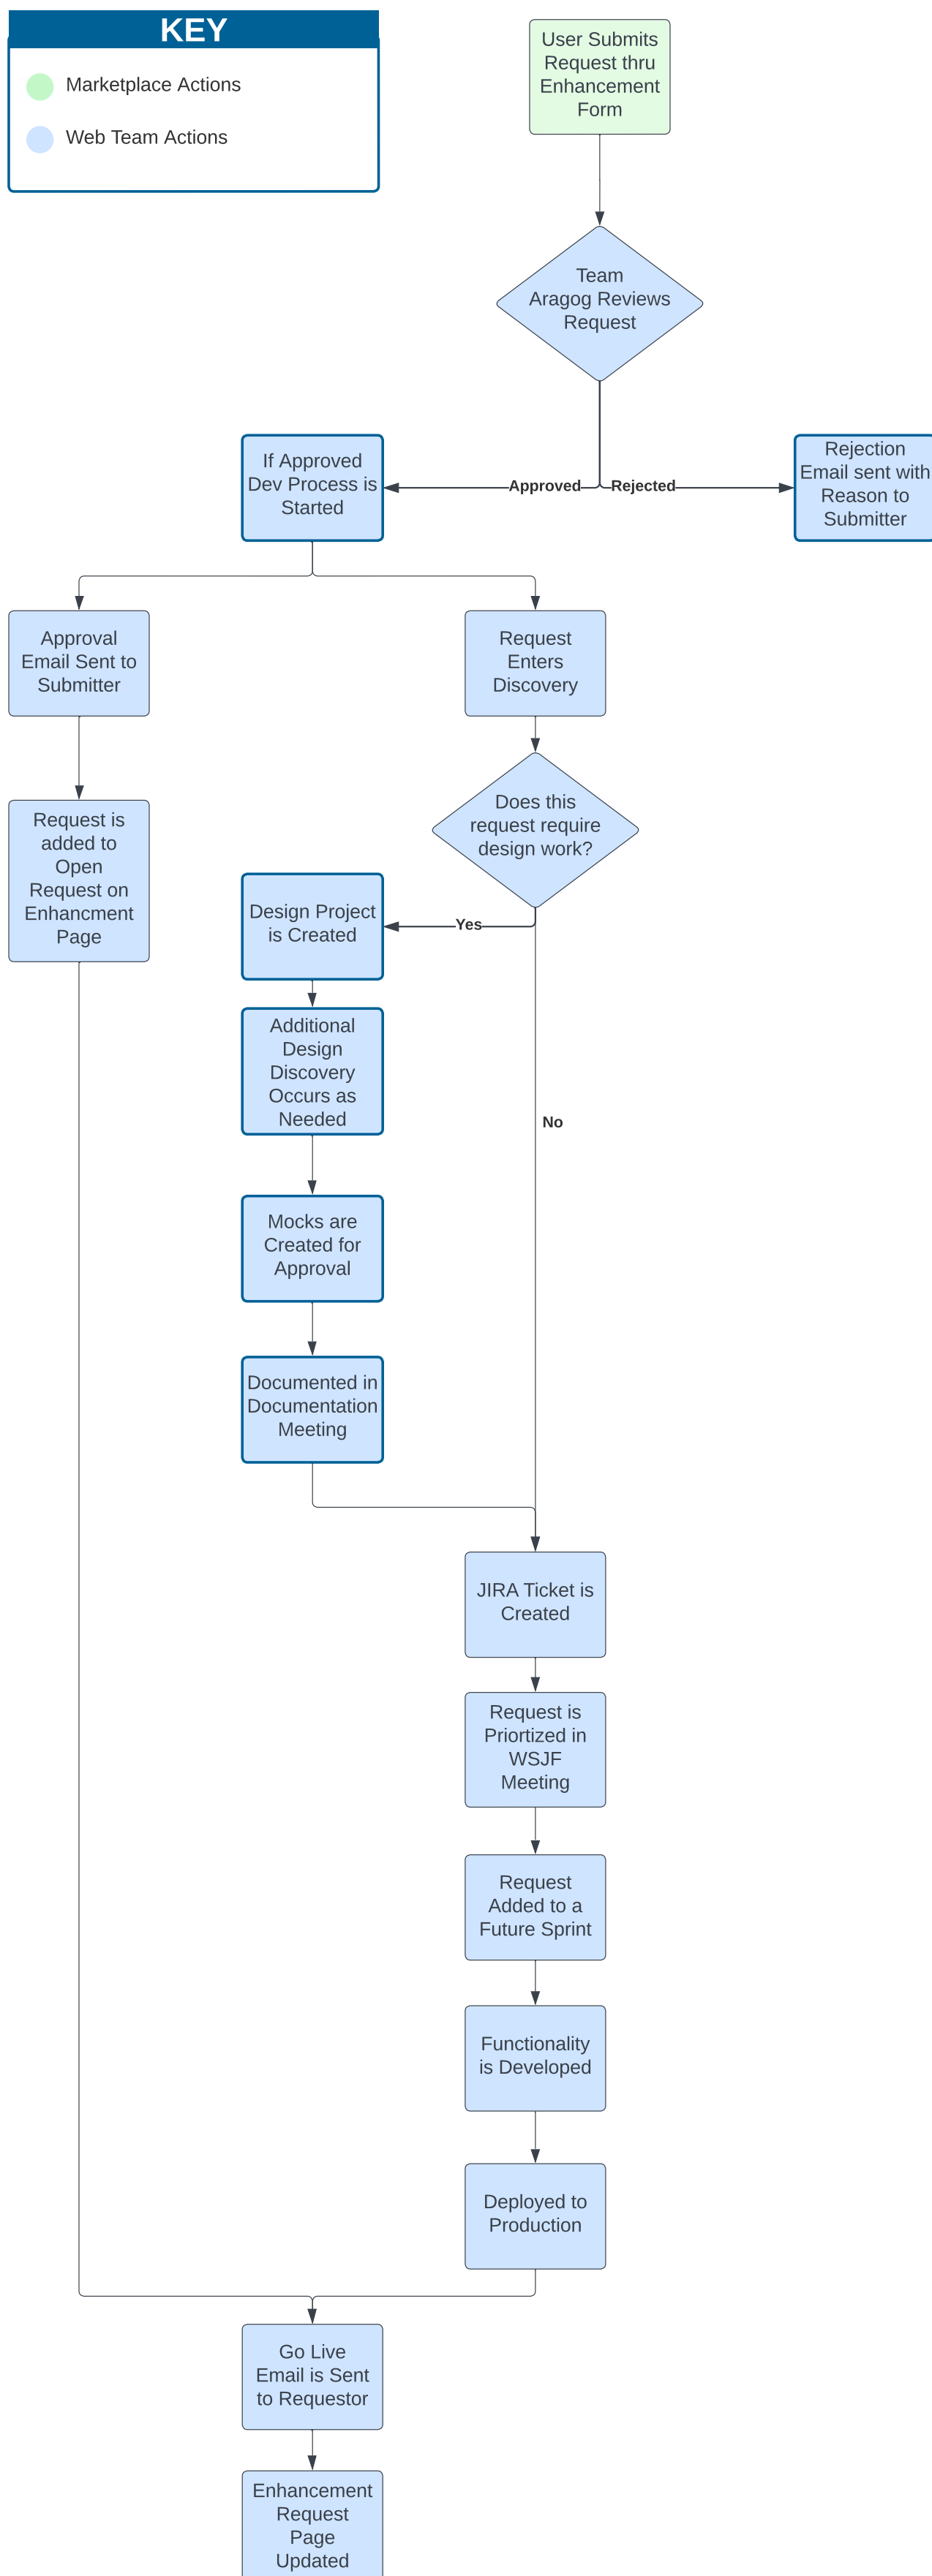 KEY
Marketplace Actions
Web Team Actions
User Submits
Request thru
Enhancement
Form
Team
Aragog Reviews
Request
Approved
Rejected
If Approved
Dev Process is
Started
Rejection
Email sent with
Reason to
Submitter
Approval
Email Sent to
Submitter
Request
Enters
Discovery
Request is
added to
Open
Request on
Enhancment
Page
Does this
request require
design work?
Yes
No
Design Project
is Created
Additional
Design
Discovery
Occurs as
Needed
Mocks are
Created for
Approval
Documented in
Documentation
Meeting
JIRA Ticket is
Created
Request is
Priortized in
WSJF
Meeting
Request
Added to a
Future Sprint
Functionality
is Developed
Deployed to
Production
Go Live
Email is Sent
to Requestor
Enhancement
Request
Page
Updated